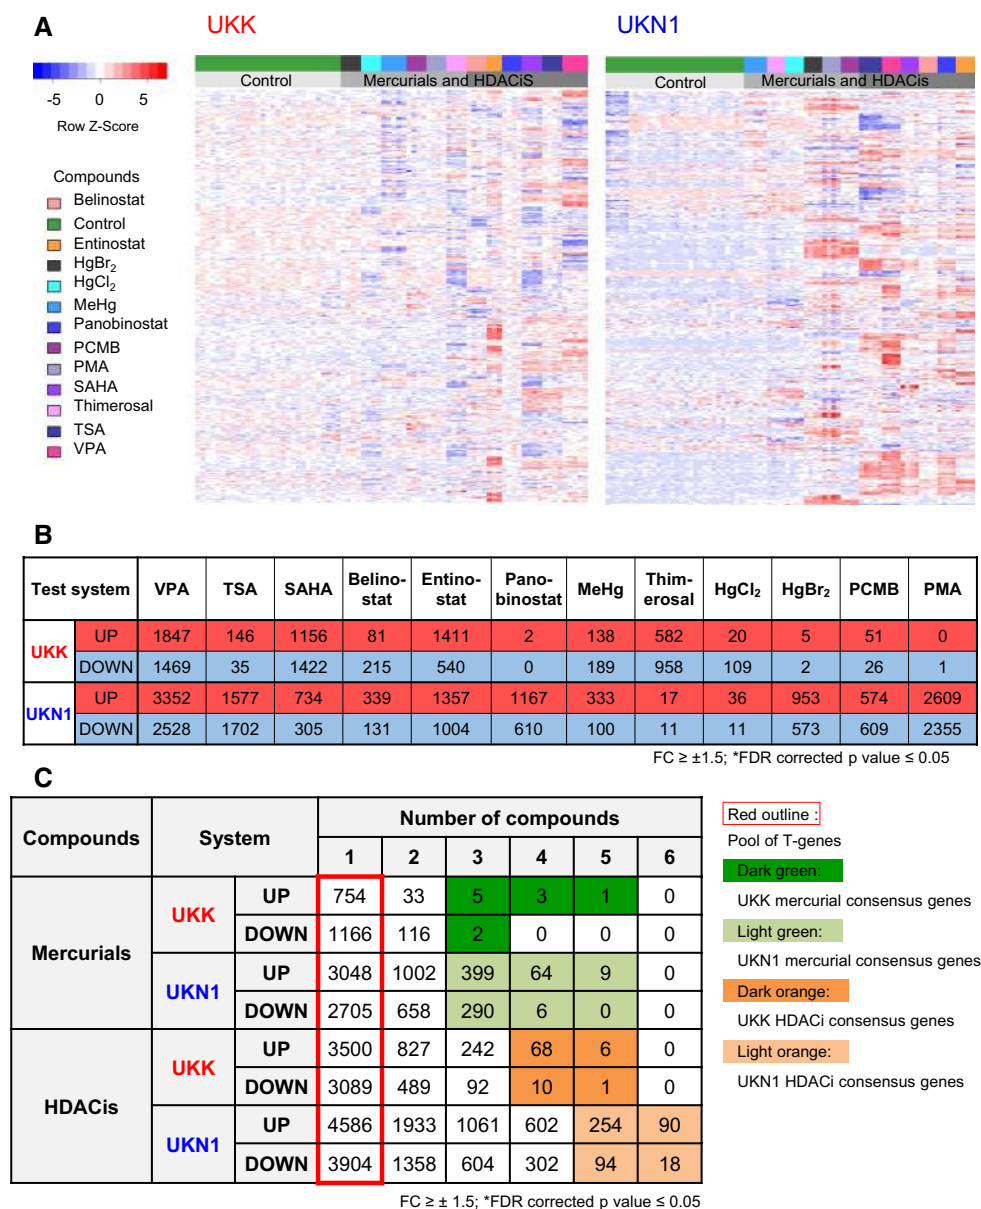 A
UKK
UKN1
Control
Mercurials and HDACiS
Control
Mercurials and HDACis
-5 0 5
Row Z-Score
Compounds
Belinostat
Control
Entinostat
HgBr₂
HgCl₂
MeHg
Panobinostat
PCMB
PMA
SAHA
Thimerosal
TSA
VPA
B
Test system VPA TSA SAHA Belino-stat Entino-stat Pano-binostat MeHg Thim-erosal HgCl₂ HgBr₂ PCMB PMA
UKK UP 1847 146 1156 81 1411 2 138 582 20 5 51 0
DOWN 1469 35 1422 215 540 0 189 958 109 2 26 1
UKN1 UP 3352 1577 734 339 1357 1167 333 17 36 953 574 2609
DOWN 2528 1702 305 131 1004 610 100 11 11 573 609 2355
FC ≥ ±1.5; *FDR corrected p value ≤ 0.05
C
Compounds System Number of compounds
1 2 3 4 5 6
Mercurials UKK UP 754 33 5 3 1 0
DOWN 1166 116 2 0 0 0
UKN1 UP 3048 1002 399 64 9 0
DOWN 2705 658 290 6 0 0
HDACis UKK UP 3500 827 242 68 6 0
DOWN 3089 489 92 10 1 0
UKN1 UP 4586 1933 1061 602 254 90
DOWN 3904 1358 604 302 94 18
Red outline :
Pool of T-genes
Dark green:
UKK mercurial consensus genes
Light green:
UKN1 mercurial consensus genes
Dark orange:
UKK HDACi consensus genes
Light orange:
UKN1 HDACi consensus genes
FC ≥ ± 1.5; *FDR corrected p value ≤ 0.05